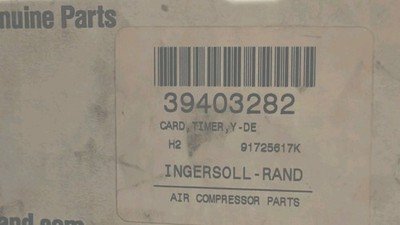 nuine Parts
39403282
CARD,TIMER,Y-DE
H2 91725617K
INGERSOLL-RAND
AIR COMPRESSOR PARTS
and.com